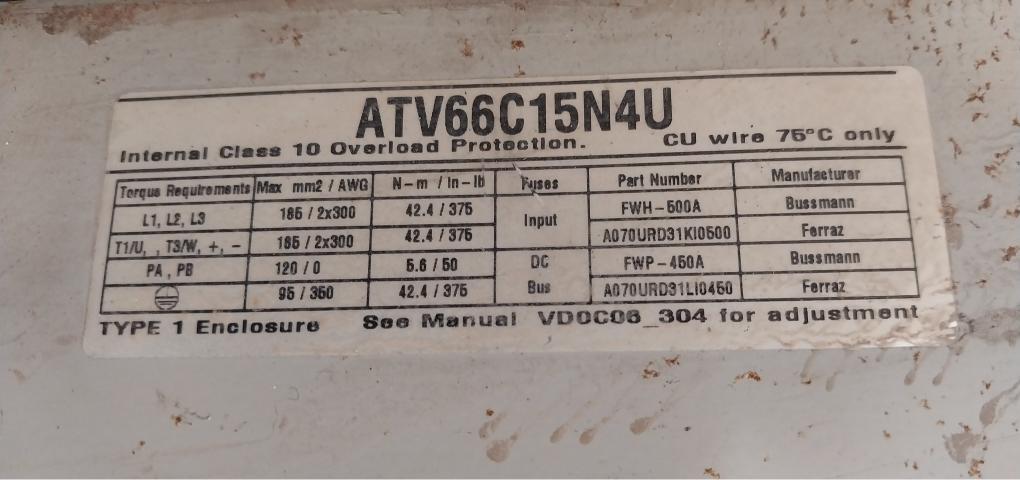 ATV66C15N4U
Internal Class 10 Overload Protection. CU wire 75°C only
Torque Requirements Max mm2 / AWG N-m / In-lb Fuses Part Number Manufacturer
L1, L2, L3 185 / 2x300 42.4 / 375 Input FWH-500A Bussmann
T1/U, , T3/W, +, - 185 / 2x300 42.4 / 375 A070URD31KI0500 Ferraz
PA , PB 120 / 0 5.6 / 50 DC FWP-450A Bussmann
95 / 350 42.4 / 375 Bus A070URD31LI0450 Ferraz
TYPE 1 Enclosure See Manual VD0C06_304 for adjustment